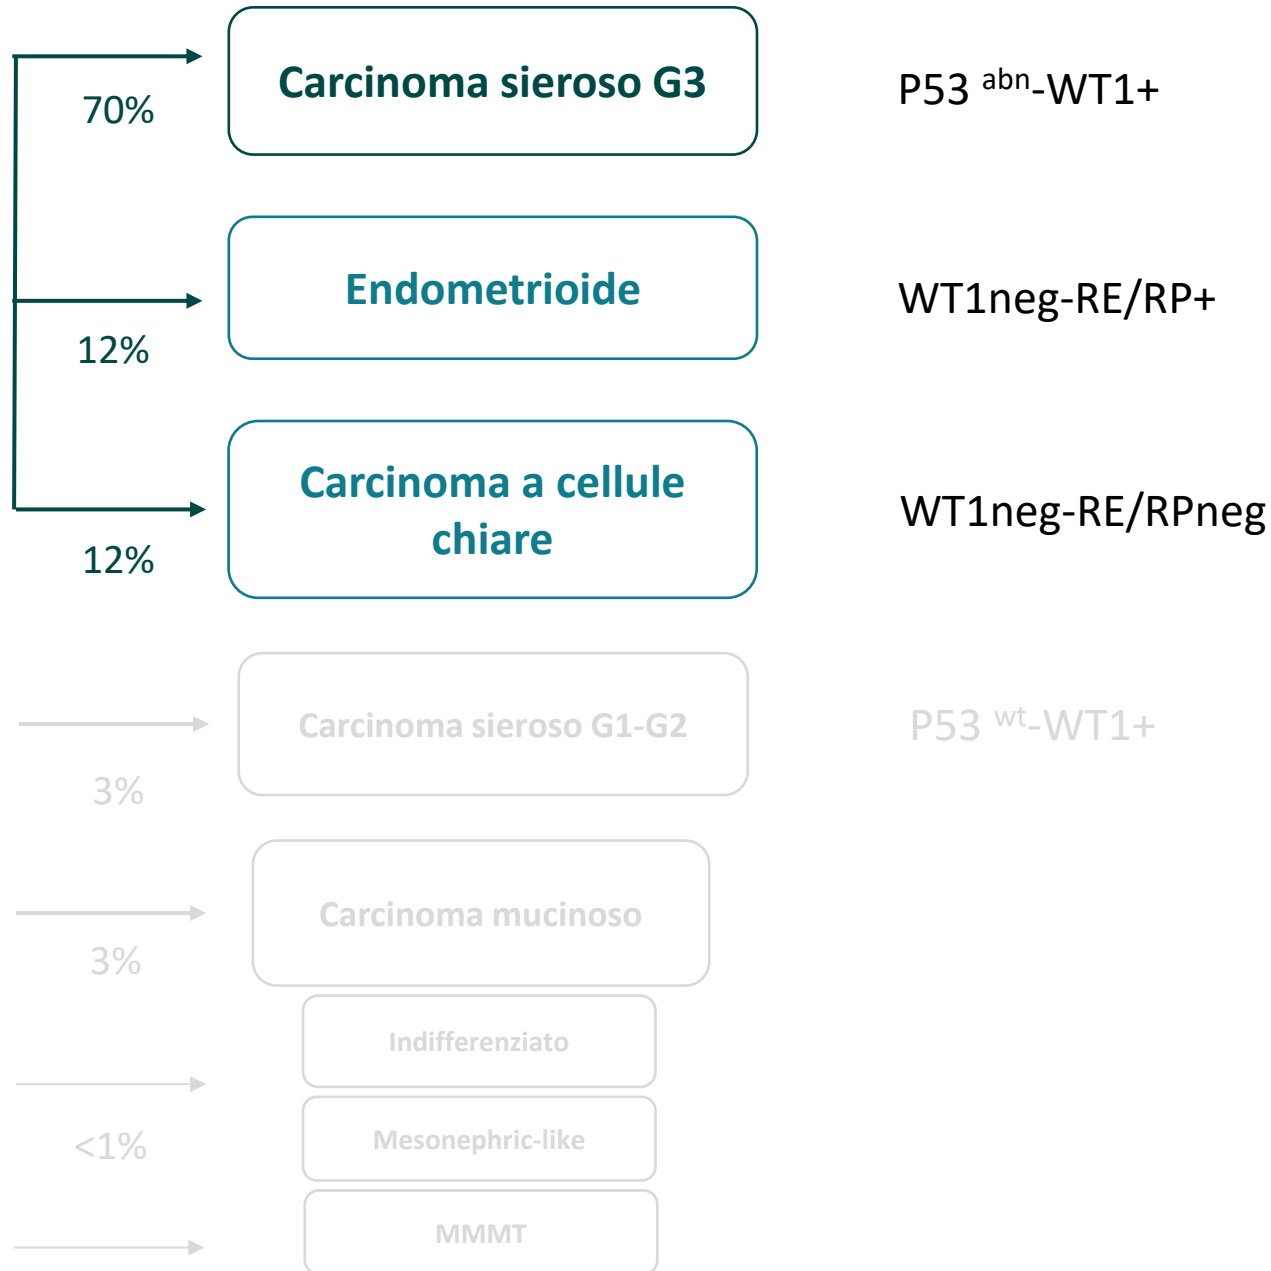 Carcinoma sieroso G3
P53 abn-WT1+
70%
Endometrioide
WT1neg-RE/RP+
12%
Carcinoma a cellule
chiare
WT1neg-RE/RPneg
12%
Carcinoma sieroso G1-G2
P53 wt-WT1+
3%
Carcinoma mucinoso
3%
Indifferenziato
<1%
Mesonephric-like
MMMT